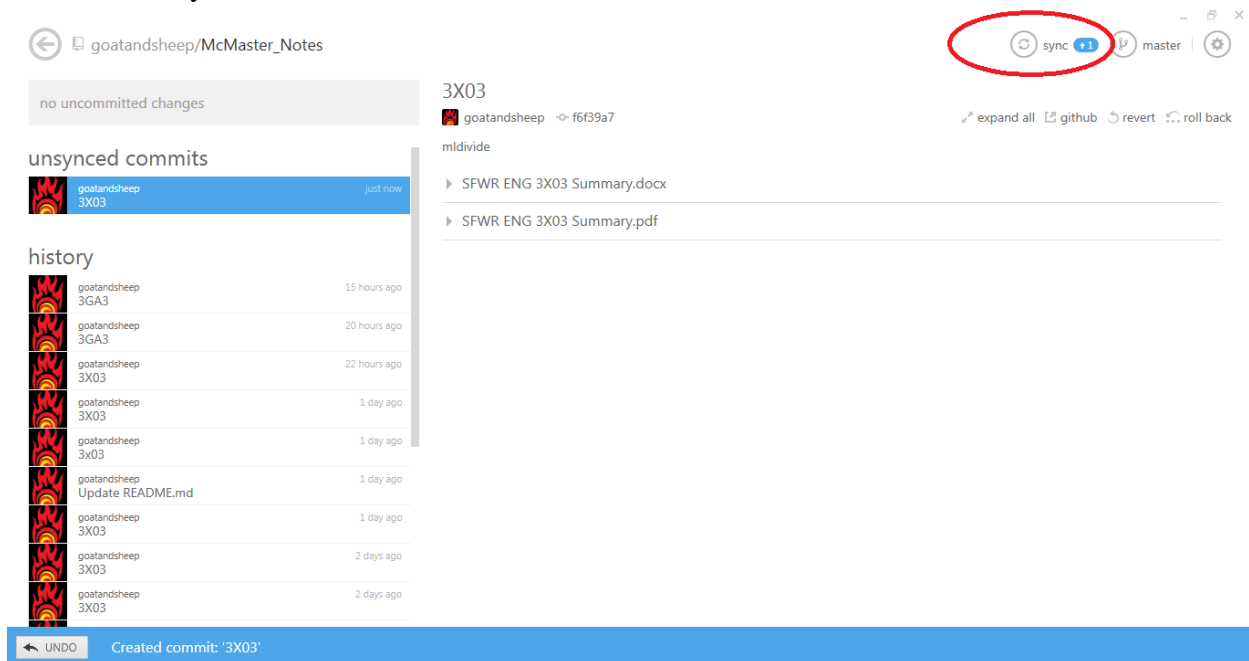 goatandsheep/McMaster_Notes
sync +1 master
no uncommitted changes
unsynced commits
goatandsheep just now
3X03
history
goatandsheep 15 hours ago
3GA3
goatandsheep 20 hours ago
3GA3
goatandsheep 22 hours ago
3X03
goatandsheep 1 day ago
3X03
goatandsheep 1 day ago
3x03
goatandsheep 1 day ago
Update README.md
goatandsheep 1 day ago
3X03
goatandsheep 2 days ago
3X03
goatandsheep 2 days ago
3X03
3X03
goatandsheep f6f39a7
expand all github revert roll back
mldivide
SFWR ENG 3X03 Summary.docx
SFWR ENG 3X03 Summary.pdf
UNDO Created commit: '3X03'